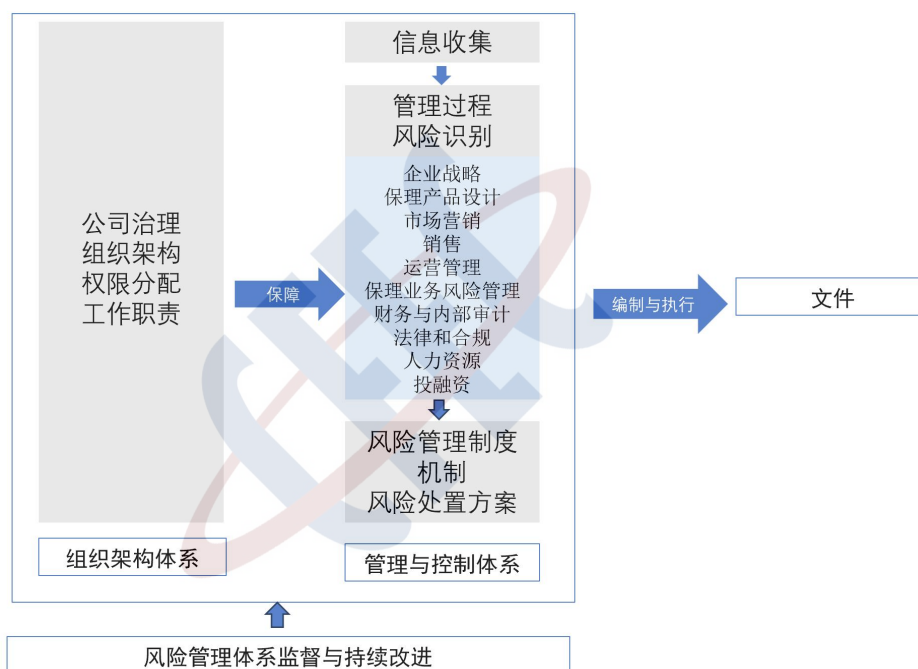 公司治理
组织架构
权限分配
工作职责
组织架构体系
保障
信息收集
管理过程
风险识别
企业战略
保理产品设计
市场营销
销售
运营管理
保理业务风险管理
财务与内部审计
法律和合规
人力资源
投融资
风险管理制度
机制
风险处置方案
管理与控制体系
编制与执行
文件
风险管理体系监督与持续改进